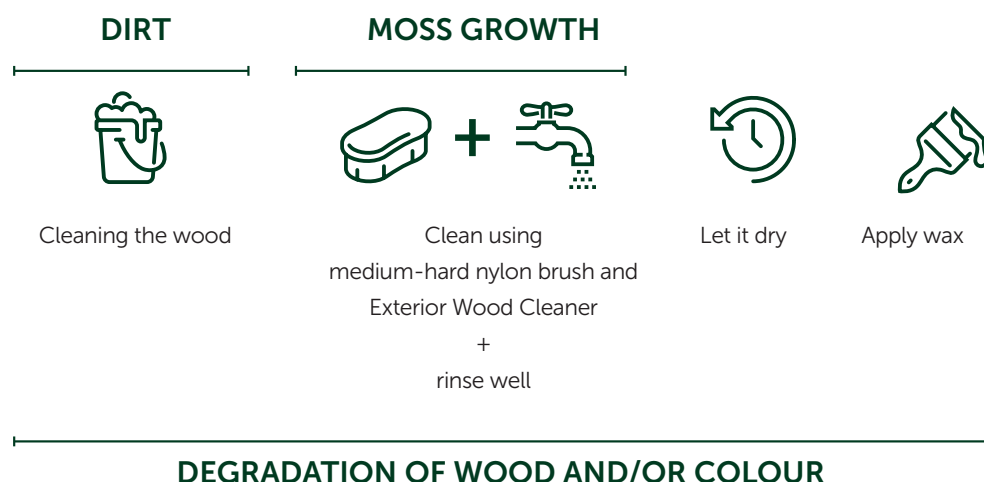 DIRT
MOSS GROWTH
Cleaning the wood
Clean using
medium-hard nylon brush and
Exterior Wood Cleaner
+
rinse well
Let it dry
Apply wax
DEGRADATION OF WOOD AND/OR COLOUR